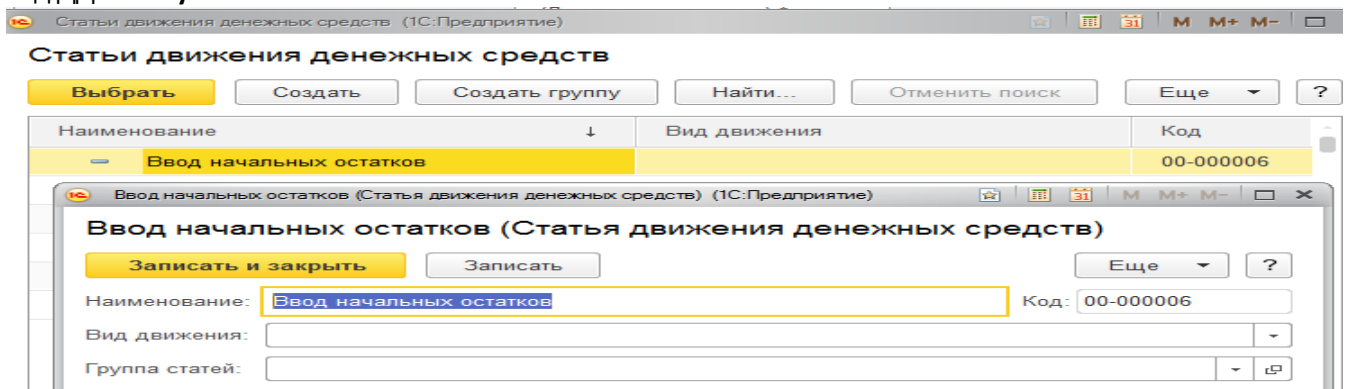 Статьи движения денежных средств (1С:Предприятие) 31 M M+ M-
Статьи движения денежных средств
Выбрать Создать Создать группу Найти... Отменить поиск Еще ?
Наименование ↓ Вид движения Код
Ввод начальных остатков 00-000006
Ввод начальных остатков (Статья движения денежных средств) (1С:Предприятие) 31 M M+ M-
Ввод начальных остатков (Статья движения денежных средств)
Записать и закрыть Записать Еще ?
Наименование: Ввод начальных остатков Код: 00-000006
Вид движения:
Группа статей: